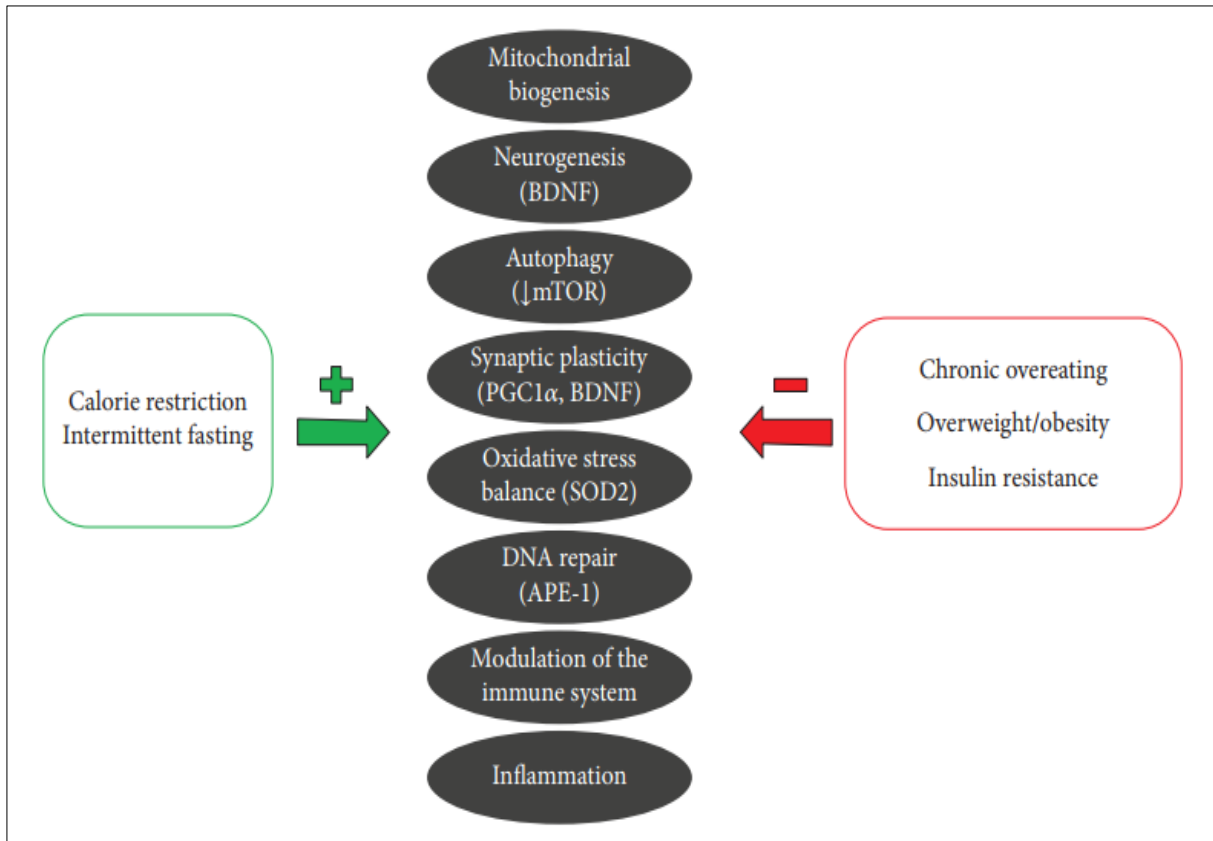 Mitochondrial
biogenesis
Neurogenesis
(BDNF)
Autophagy
(↓mTOR)
Synaptic plasticity
(PGC1α, BDNF)
Oxidative stress
balance (SOD2)
DNA repair
(APE-1)
Modulation of the
immune system
Inflammation
Calorie restriction
Intermittent fasting
Chronic overeating
Overweight/obesity
Insulin resistance